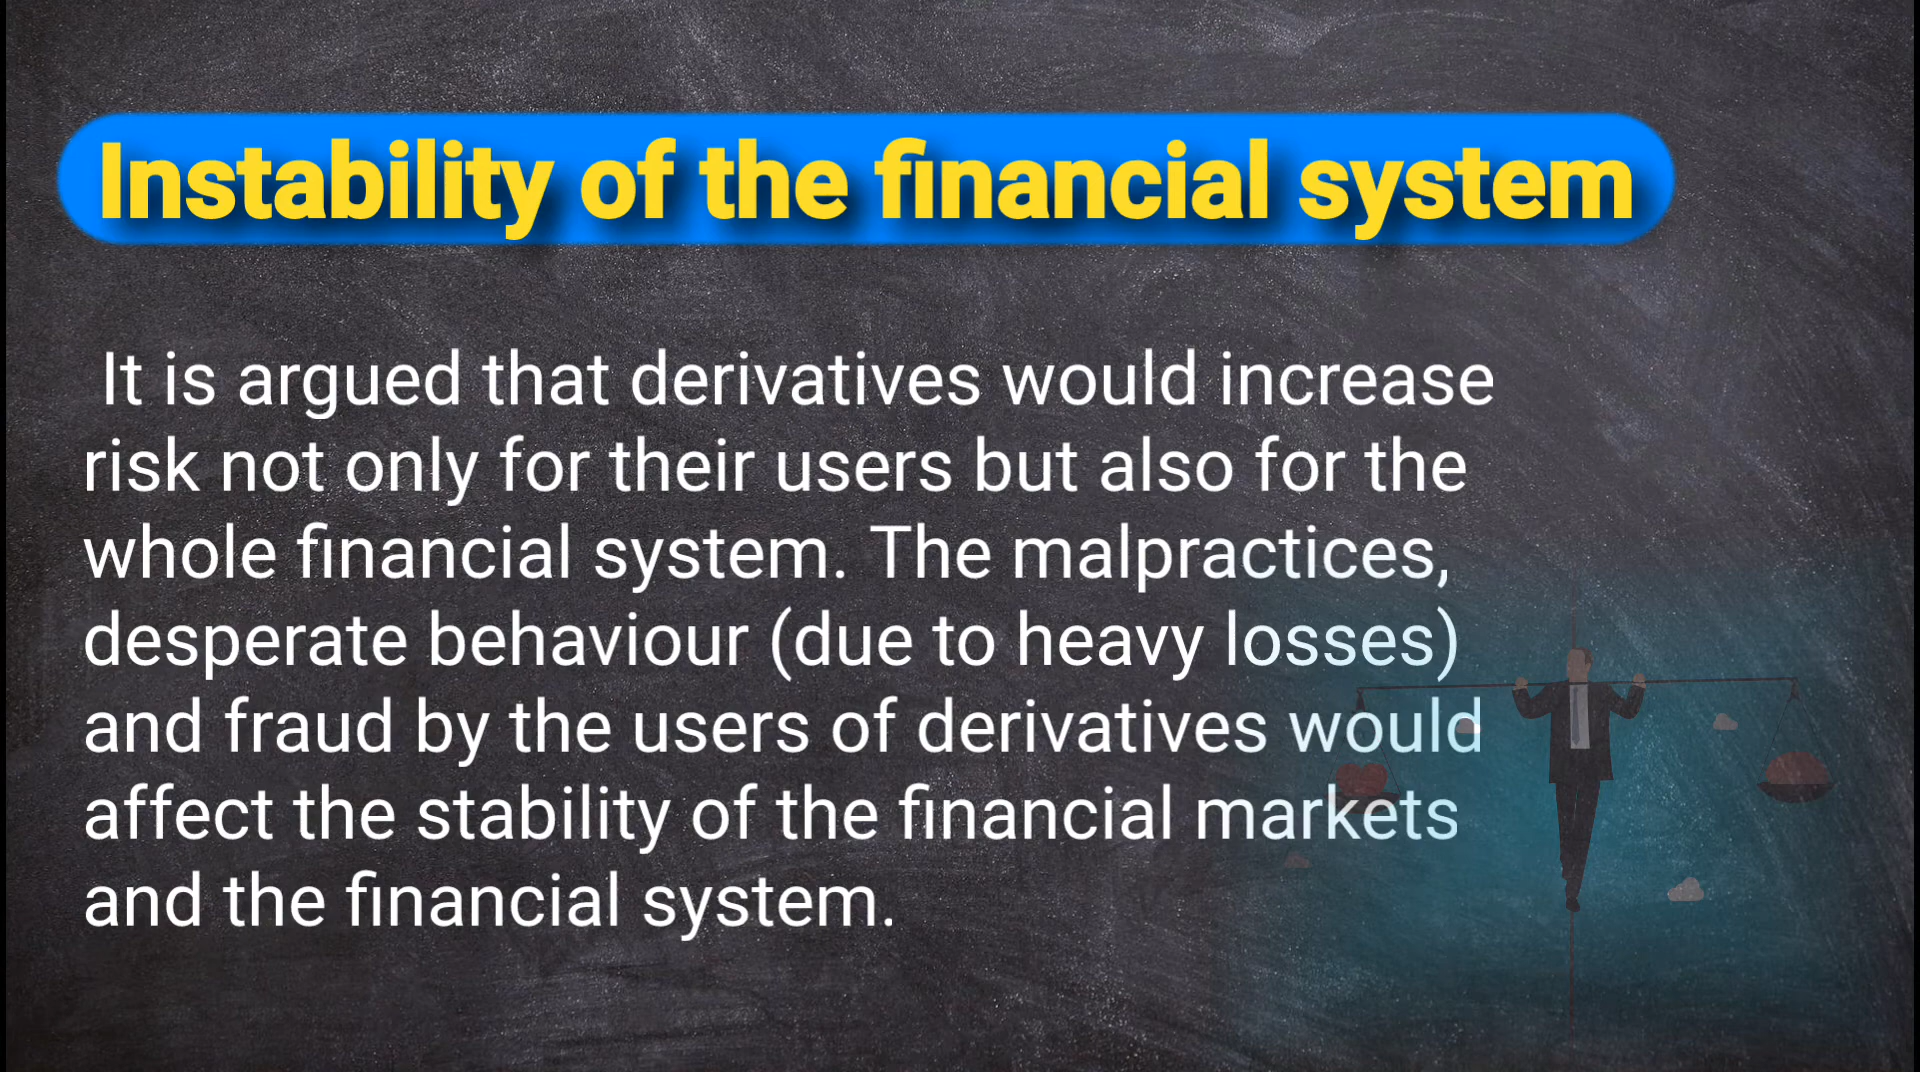 Instability of the financial system
It is argued that derivatives would increase
risk not only for their users but also for the
whole financial system. The malpractices,
desperate behaviour (due to heavy losses)
and fraud by the users of derivatives would
affect the stability of the financial markets
and the financial system.